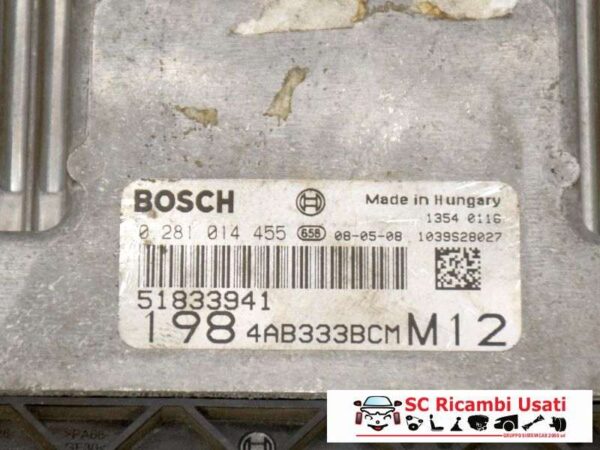 BOSCH
Made in Hungary
1354 0116
0 281 014 455 658 08-05-08 1039S28027
51833941
198 4AB333BCM M12
>PA66-
SC Ricambi Usati